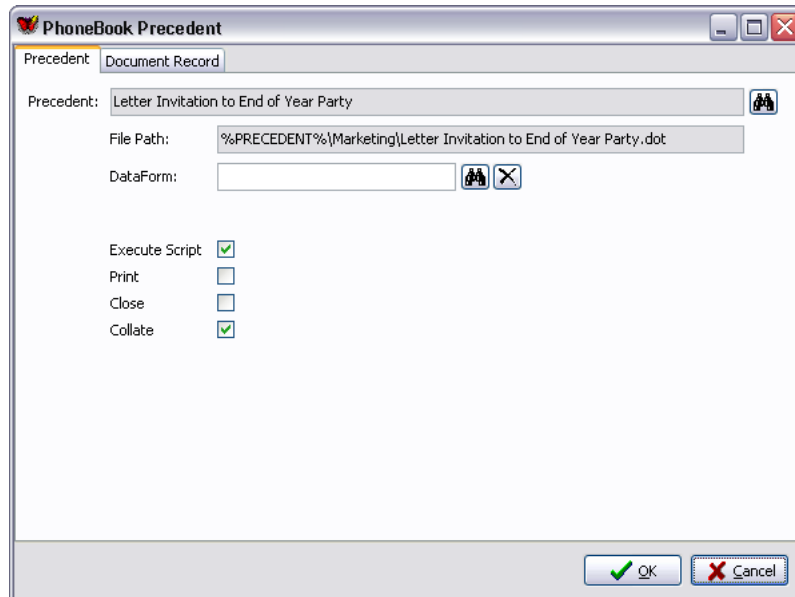 PhoneBook Precedent
Precedent Document Record
Precedent: Letter Invitation to End of Year Party
File Path: %PRECEDENT%\Marketing\Letter Invitation to End of Year Party.dot
DataForm:
Execute Script
Print
Close
Collate
OK Cancel